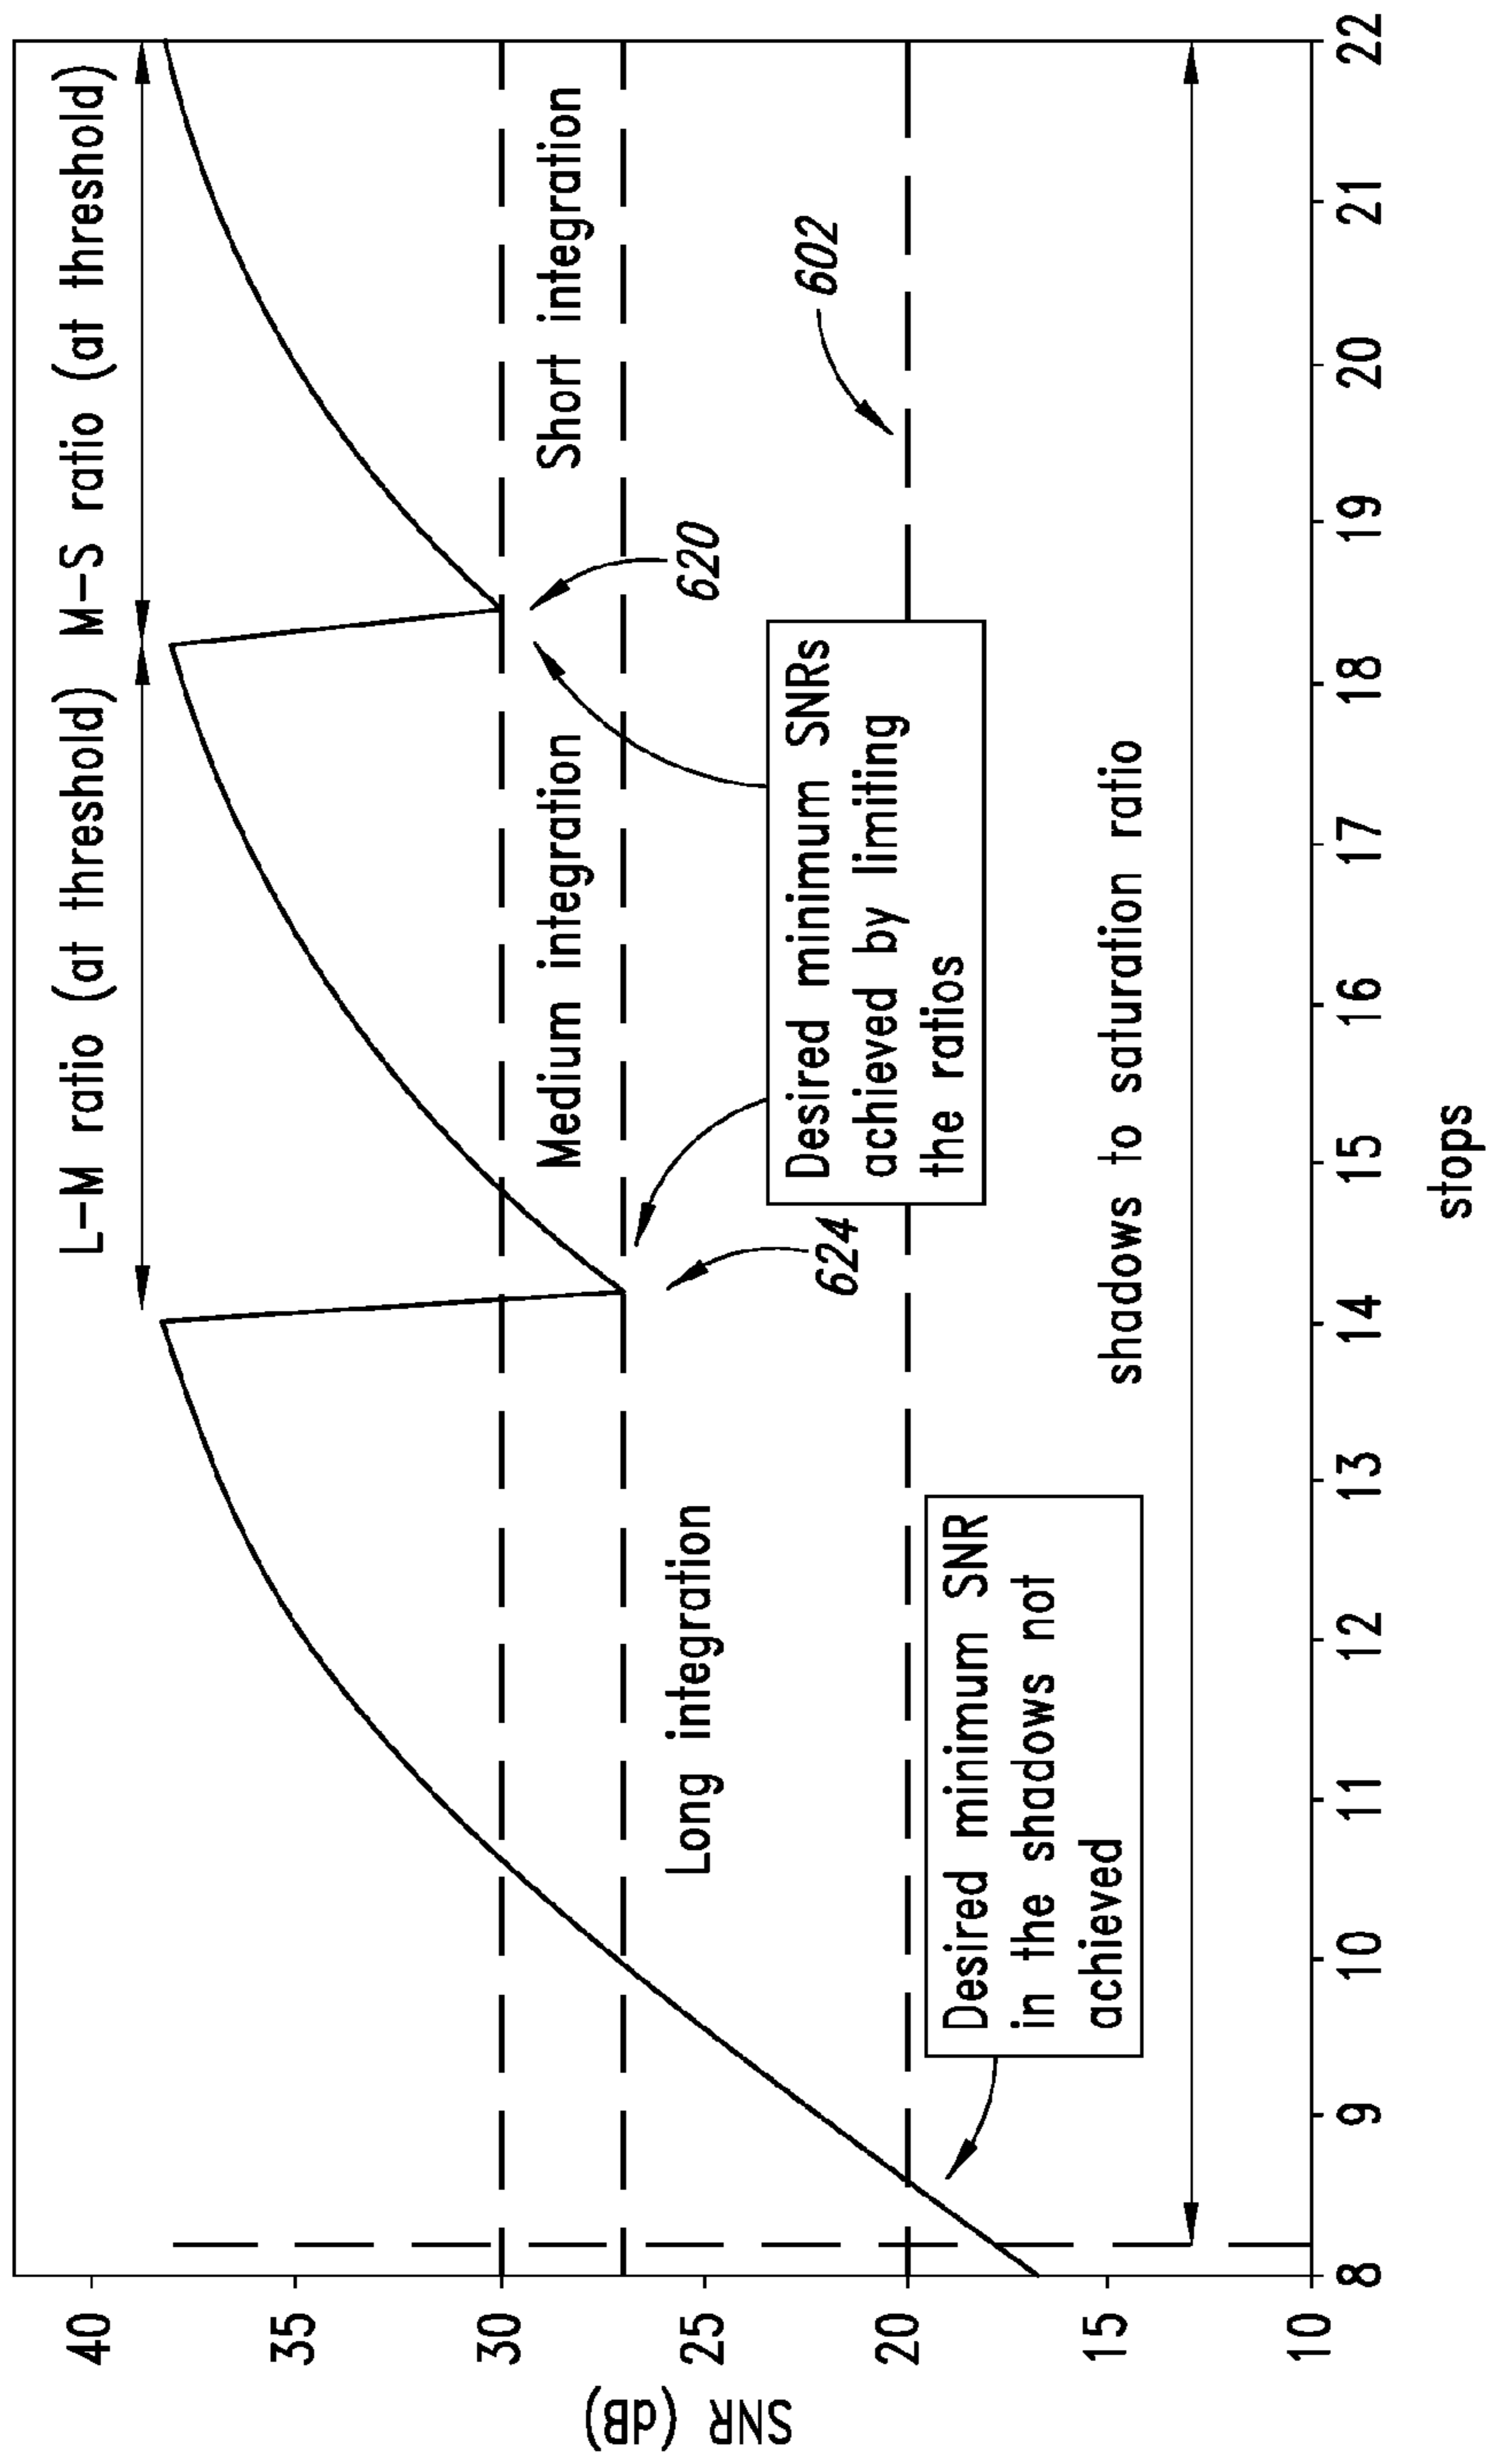 L-M ratio (at threshold)
M-S ratio (at threshold)
40
35
30
25
20
15
10
SNR (dB)
Long integration
Medium integration
Short integration
620
602
624
Desired minimum SNRs
achieved by limiting
the ratios
Desired minimum SNR
in the shadows not
achieved
shadows to saturation ratio
8
9
10
11
12
13
14
15
16
17
18
19
20
21
22
stops